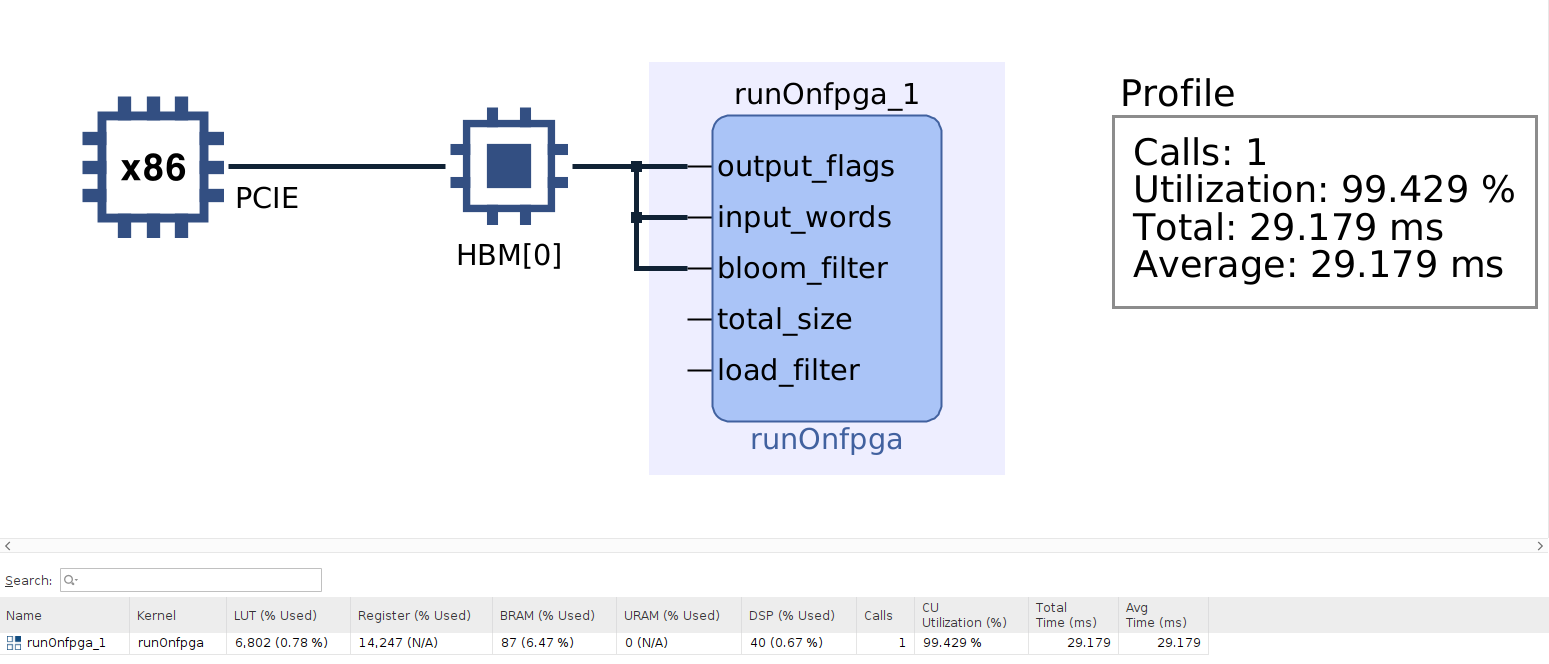 x86
PCIE
HBM[0]
runOnfpga_1
output_flags
input_words
bloom_filter
total_size
load_filter
runOnfpga
Profile
Calls: 1
Utilization: 99.429 %
Total: 29.179 ms
Average: 29.179 ms
Search:
Name Kernel LUT (% Used) Register (% Used) BRAM (% Used) URAM (% Used) DSP (% Used) Calls CU Utilization (%) Total Time (ms) Avg Time (ms)
runOnfpga_1 runOnfpga 6,802 (0.78 %) 14,247 (N/A) 87 (6.47 %) 0 (N/A) 40 (0.67 %) 1 99.429 % 29.179 29.179